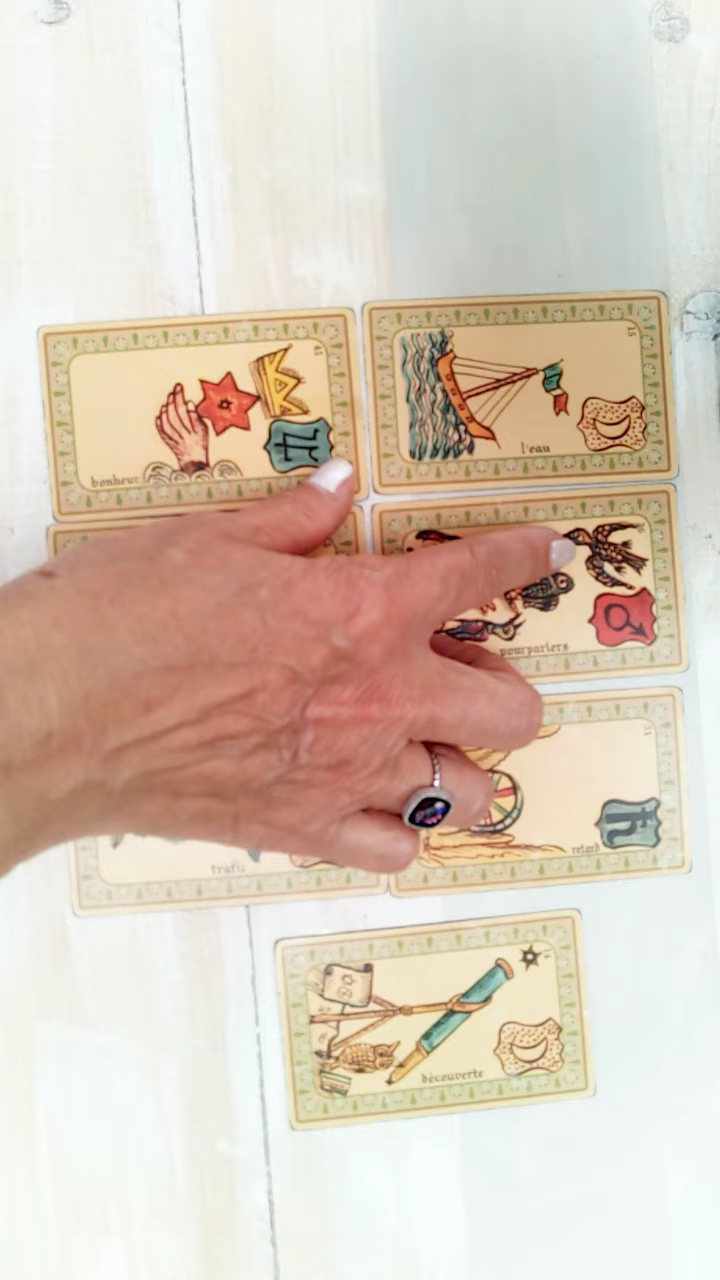 bonheur
l'eau
pourparlers
trafic
retard
découverte